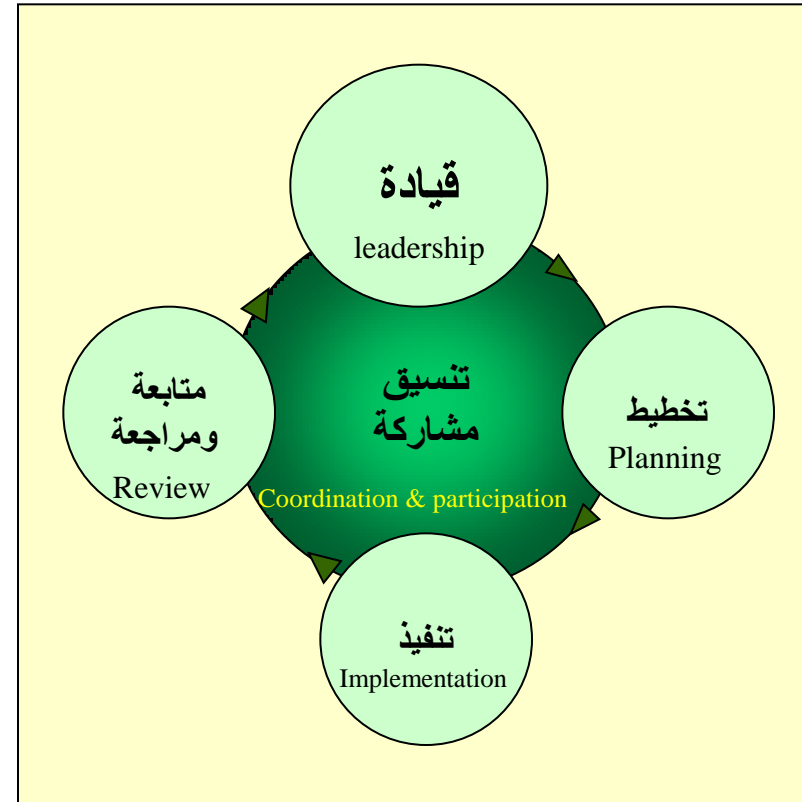 قيادة
leadership
متابعة
ومراجعة
Review
تنسيق
مشاركة
Coordination & participation
تخطيط
Planning
تنفيذ
Implementation